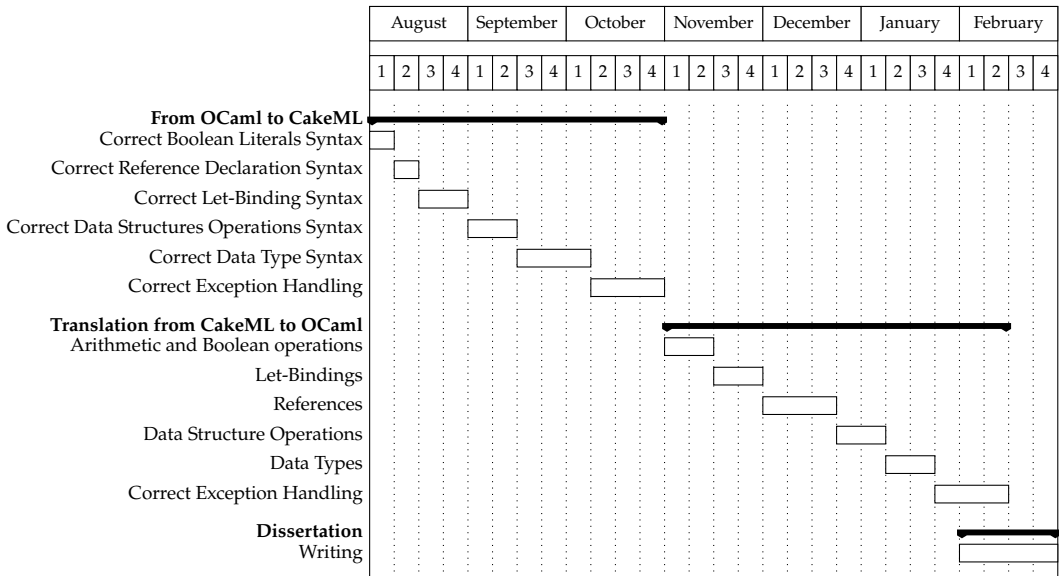 August September October November December January February
1 2 3 4 1 2 3 4 1 2 3 4 1 2 3 4 1 2 3 4 1 2 3 4 1 2 3 4
From OCaml to CakeML
Correct Boolean Literals Syntax
Correct Reference Declaration Syntax
Correct Let-Binding Syntax
Correct Data Structures Operations Syntax
Correct Data Type Syntax
Correct Exception Handling
Translation from CakeML to OCaml
Arithmetic and Boolean operations
Let-Bindings
References
Data Structure Operations
Data Types
Correct Exception Handling
Dissertation
Writing